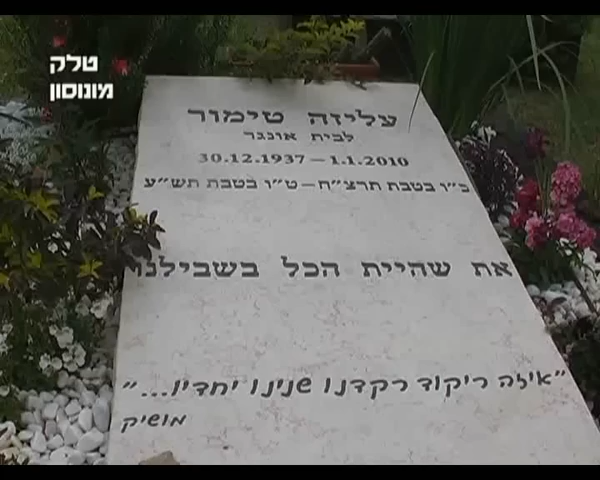 טלק
מונוסון
עליזה טימור
לבית אונגר
30.12.1937 – 1.1.2010
כ"ו בטבת תרצ"ח – ט"ו בטבת תש"ע
את שהיית הכל בשבילנו
"איזה ריקוד רקדנו שנינו יחדיו..."
מושיק